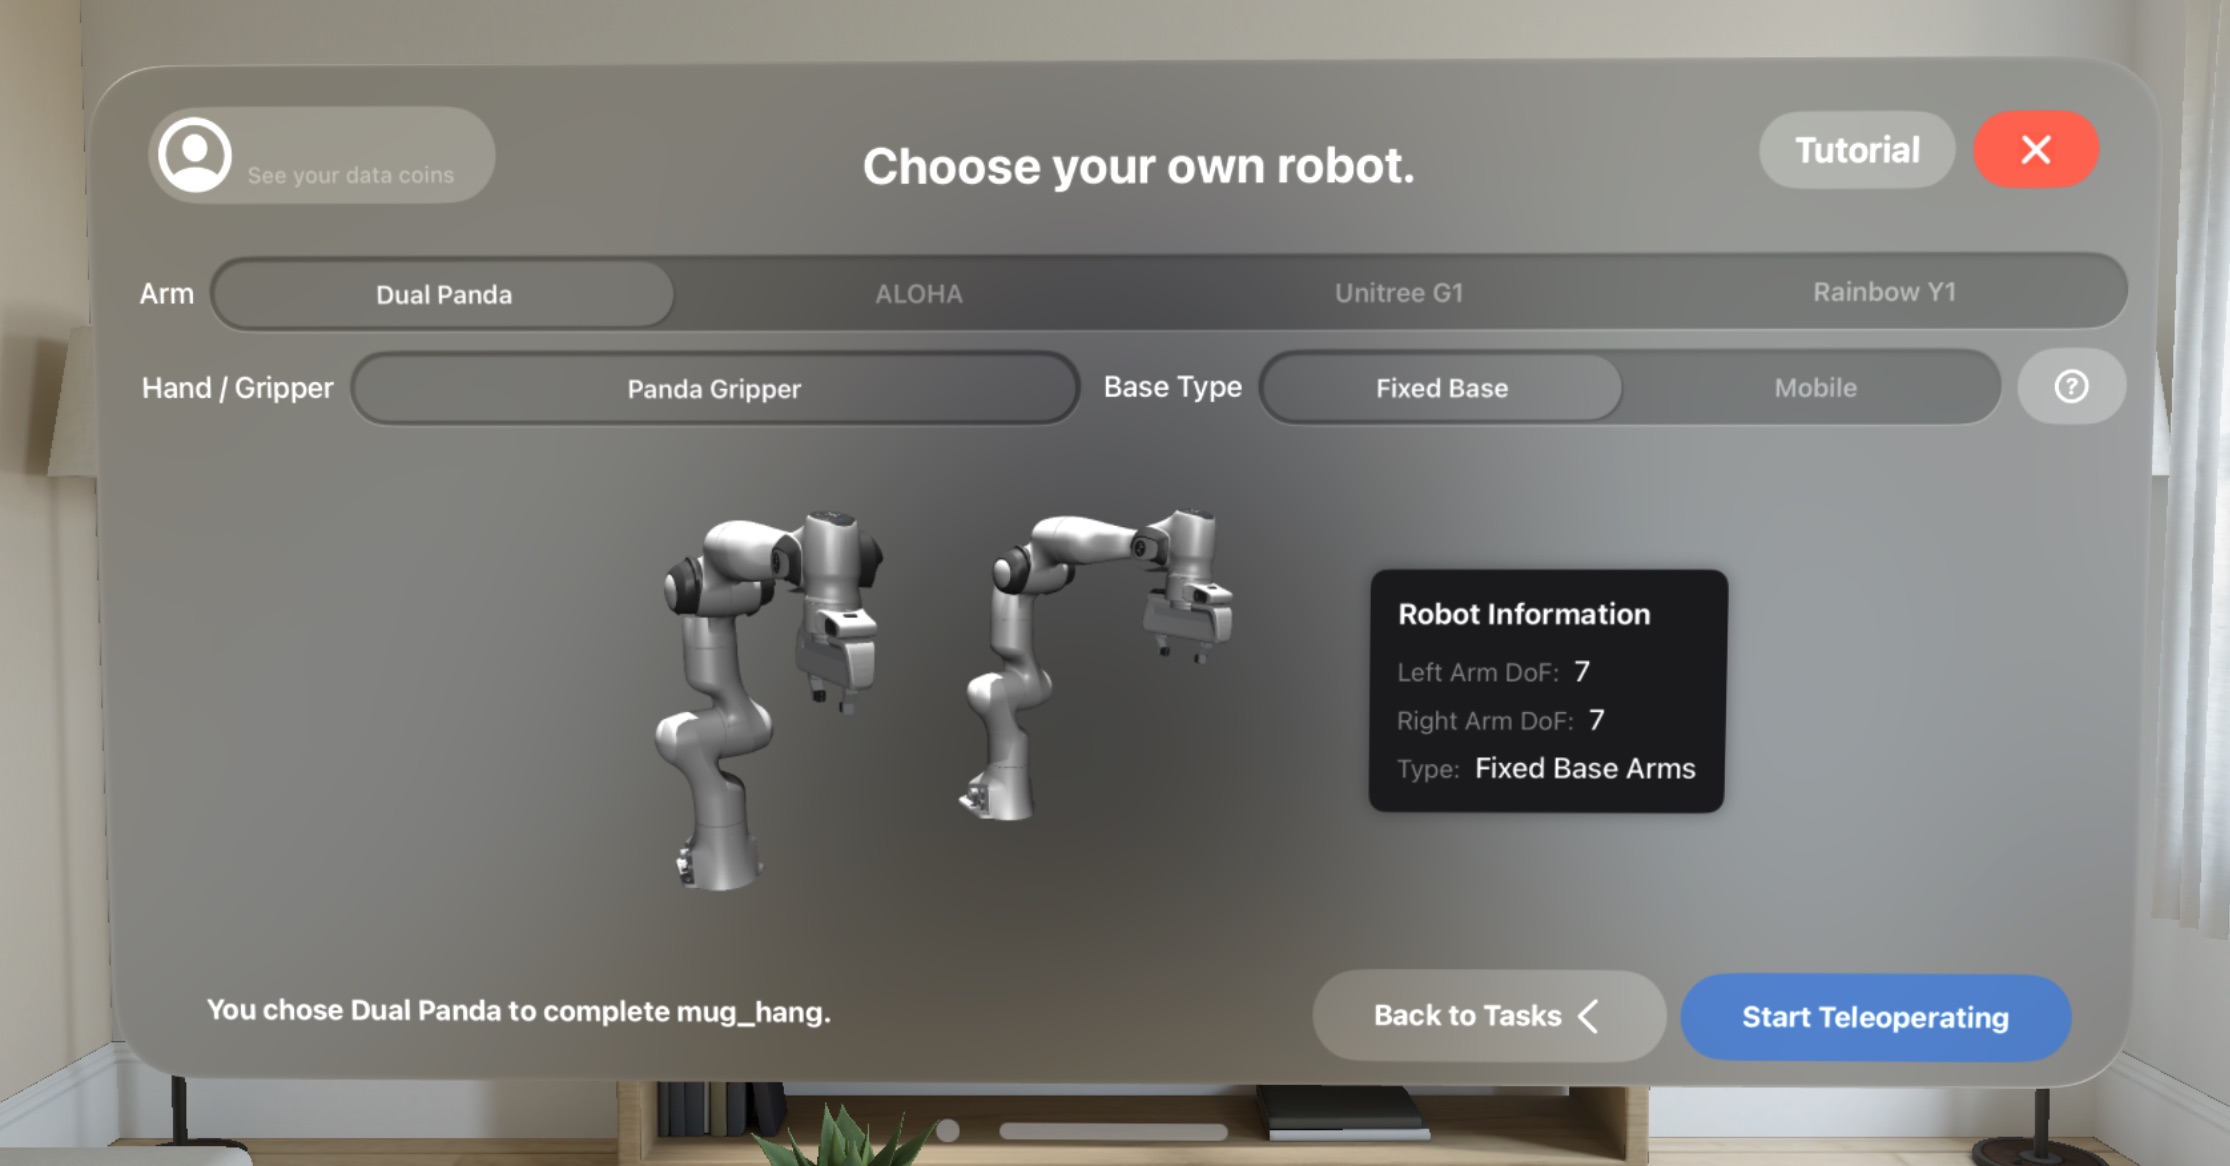 See your data coins
Choose your own robot.
Tutorial
Arm
Dual Panda
ALOHA
Unitree G1
Rainbow Y1
Hand / Gripper
Panda Gripper
Base Type
Fixed Base
Mobile
?
Robot Information
Left Arm DoF: 7
Right Arm DoF: 7
Type: Fixed Base Arms
You chose Dual Panda to complete mug_hang.
Back to Tasks
Start Teleoperating